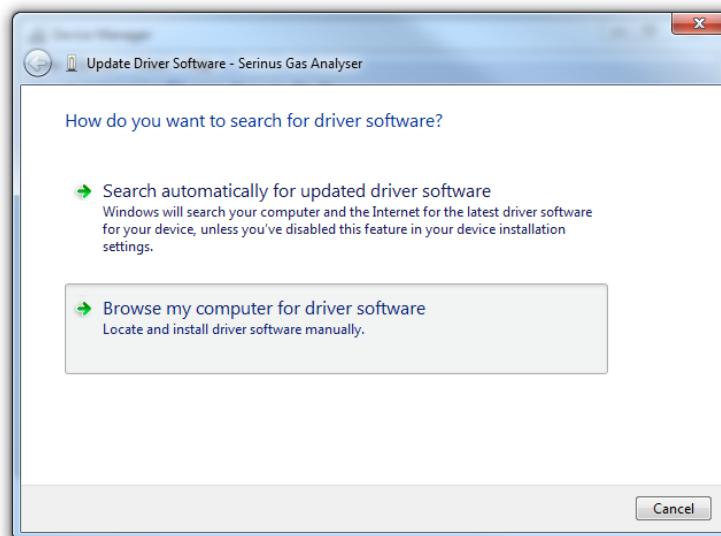 Device Manager
Update Driver Software - Serinus Gas Analyser
How do you want to search for driver software?
Search automatically for updated driver software
Windows will search your computer and the Internet for the latest driver software
for your device, unless you've disabled this feature in your device installation
settings.
Browse my computer for driver software
Locate and install driver software manually.
Cancel